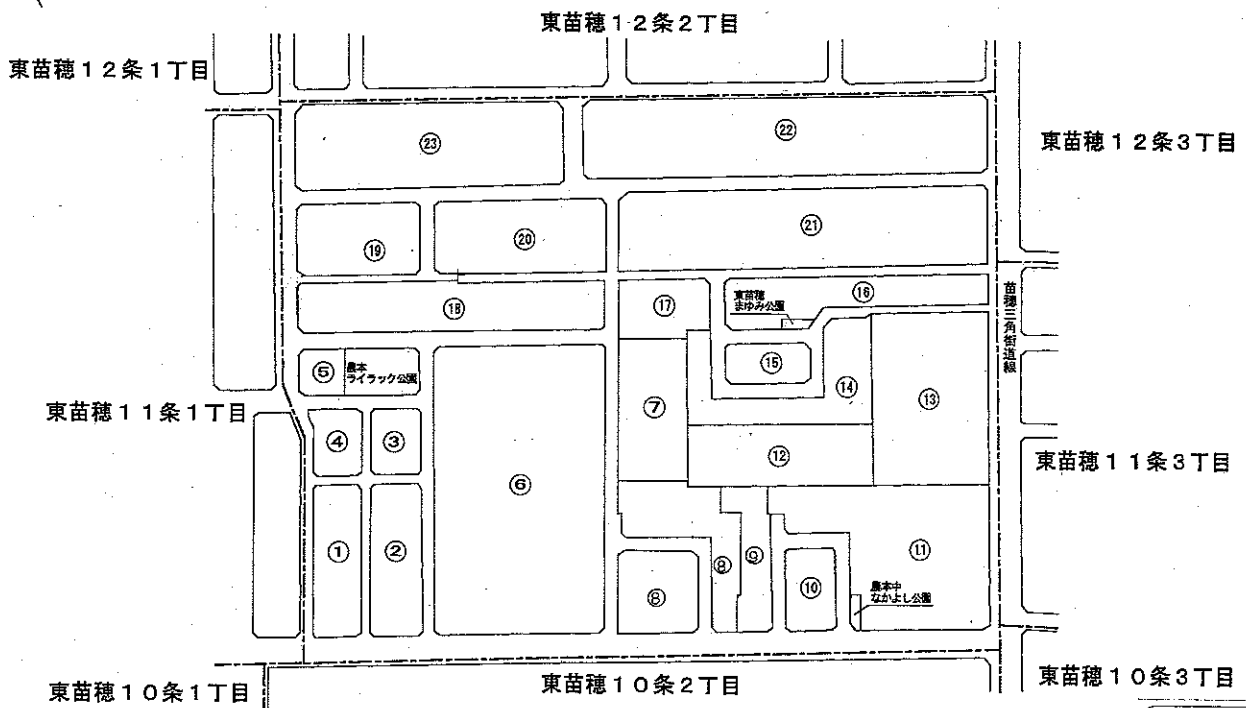 東苗穂12条2丁目
東苗穂12条1丁目
㉓
㉒
東苗穂12条3丁目
⑲
⑳
㉑
⑱
⑰
東苗穂
まゆみ公園
⑯
苗穂三角街道線
⑤
農本
ライラック公園
⑮
⑭
⑬
東苗穂11条1丁目
④
③
⑦
⑥
⑫
東苗穂11条3丁目
①
②
⑧
⑧
⑨
⑩
⑪
農本中
なかよし公園
東苗穂10条1丁目
東苗穂10条2丁目
東苗穂10条3丁目